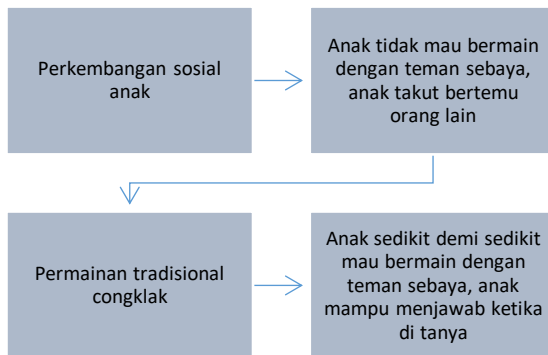 Perkembangan sosial
anak
Anak tidak mau bermain
dengan teman sebaya,
anak takut bertemu
orang lain
Permainan tradisional
congklak
Anak sedikit demi sedikit
mau bermain dengan
teman sebaya, anak
mampu menjawab ketika
di tanya